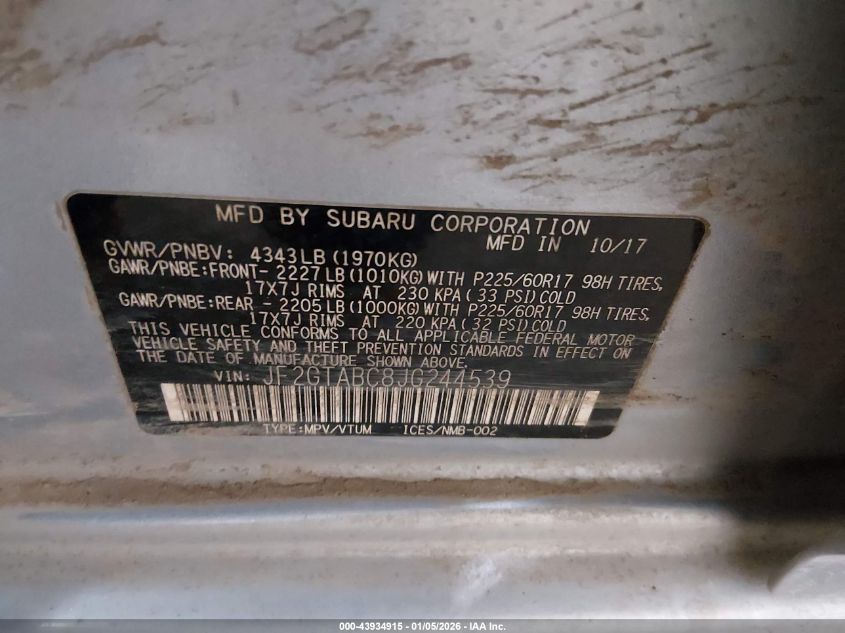 MFD BY SUBARU CORPORATION
MFD IN 10/17
GVWR/PNBV: 4343LB (1970KG)
GAWR/PNBE: FRONT- 2227LB (1010KG) WITH P225/60R17 98H TIRES,
17X7J RIMS AT 230 KPA (33 PSI) COLD
GAWR/PNBE: REAR - 2205LB (1000KG) WITH P225/60R17 98H TIRES,
17X7J RIMS AT 220 KPA (32 PSI) COLD
THIS VEHICLE CONFORMS TO ALL APPLICABLE FEDERAL MOTOR
VEHICLE SAFETY AND THEFT PREVENTION STANDARDS IN EFFECT ON
THE DATE OF MANUFACTURE SHOWN ABOVE.
VIN: JF2GTABC8JG244539
TYPE:MPV/VTUM ICES/NMB-002
000-43934915 - 01/05/2026 - IAA Inc.